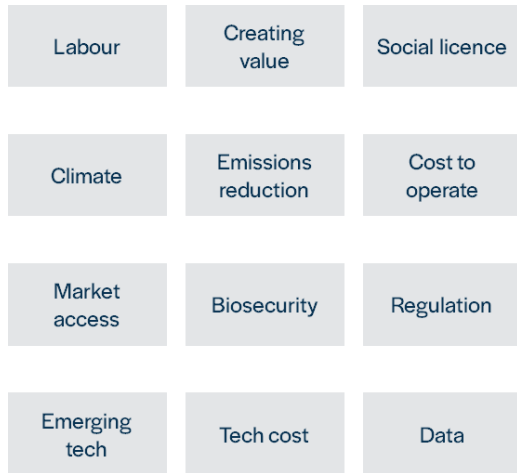 Labour
Creating
value
Social licence
Climate
Emissions
reduction
Cost to
operate
Market
access
Biosecurity
Regulation
Emerging
tech
Tech cost
Data